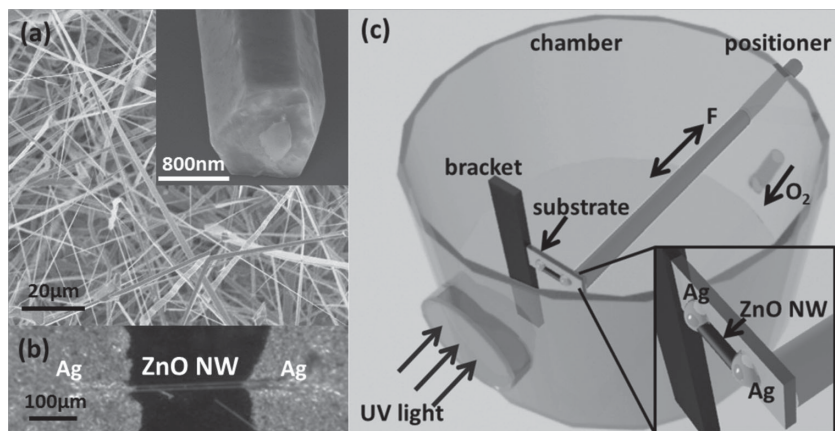 (a)
800nm
20μm
(b)
Ag
ZnO NW
Ag
100μm
(c)
chamber
positioner
F
bracket
substrate
O₂
Ag
ZnO NW
Ag
UV light